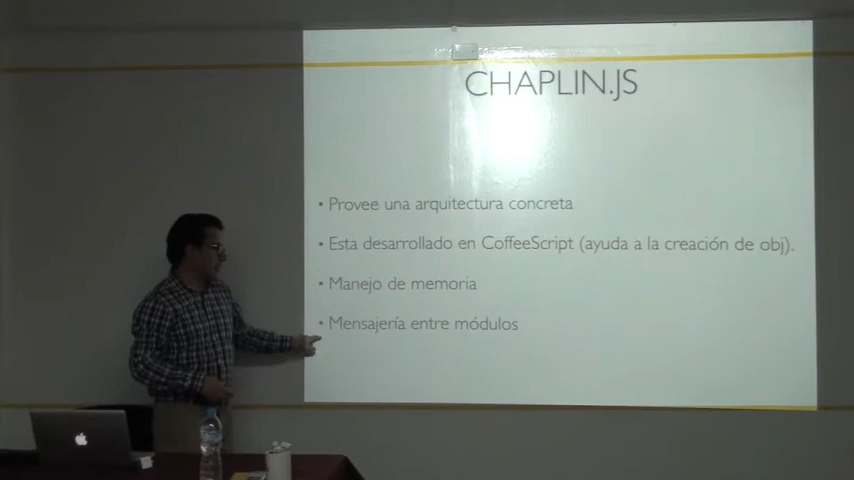 CHAPLIN.JS
• Provee una arquitectura concreta
• Esta desarrollado en CoffeeScript (ayuda a la creación de obj).
• Manejo de memoria
• Mensajería entre módulos